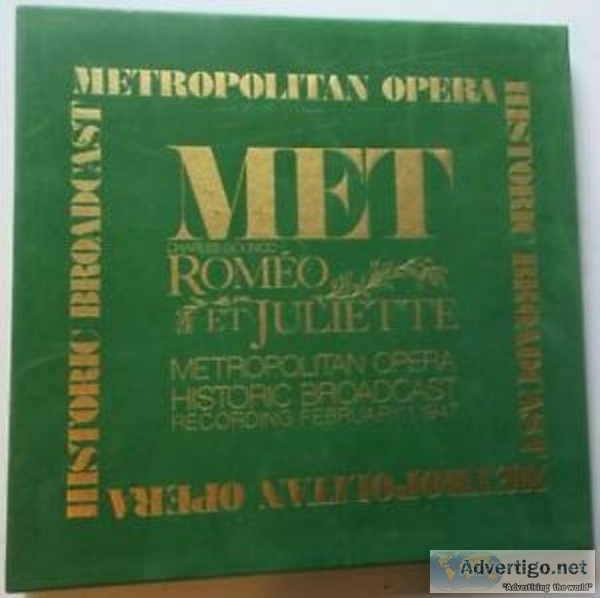 METROPOLITAN OPERA
HISTORIC BROADCAST
METROPOLITAN OPERA
HISTORIC BROADCAST
MET
CHARLES GOUNOD
ROMÉO
ET JULIETTE
METROPOLITAN OPERA
HISTORIC BROADCAST
RECORDING, FEBRUARY 1, 1947
Advertigo.net
"Advertising the world"